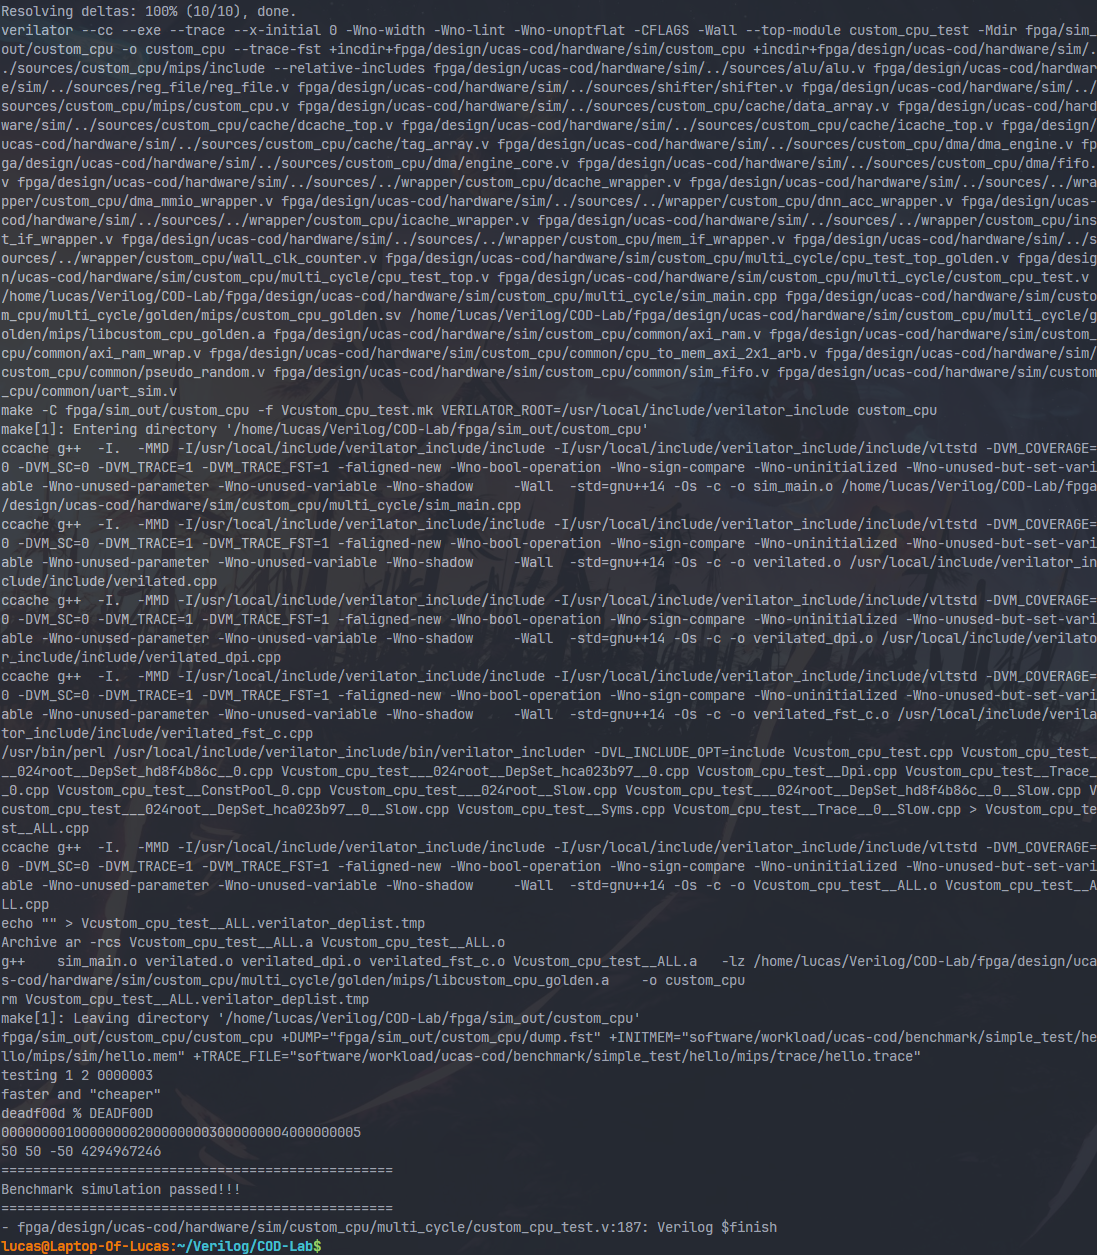 Resolving deltas: 100% (10/10), done.
verilator --cc --exe --trace --x-initial 0 -Wno-width -Wno-lint -Wno-unoptflat -CFLAGS -Wall --top-module custom_cpu_test -Mdir fpga/sim_
out/custom_cpu -o custom_cpu --trace-fst +incdir+fpga/design/ucas-cod/hardware/sim/custom_cpu +incdir+fpga/design/ucas-cod/hardware/sim/.
./sources/custom_cpu/mips/include --relative-includes fpga/design/ucas-cod/hardware/sim/../sources/alu/alu.v fpga/design/ucas-cod/hardwar
e/sim/../sources/reg_file/reg_file.v fpga/design/ucas-cod/hardware/sim/../sources/shifter/shifter.v fpga/design/ucas-cod/hardware/sim/../
sources/custom_cpu/mips/custom_cpu.v fpga/design/ucas-cod/hardware/sim/../sources/custom_cpu/cache/data_array.v fpga/design/ucas-cod/hard
ware/sim/../sources/custom_cpu/cache/dcache_top.v fpga/design/ucas-cod/hardware/sim/../sources/custom_cpu/cache/icache_top.v fpga/design/
ucas-cod/hardware/sim/../sources/custom_cpu/cache/tag_array.v fpga/design/ucas-cod/hardware/sim/../sources/custom_cpu/dma/dma_engine.v fp
ga/design/ucas-cod/hardware/sim/../sources/custom_cpu/dma/engine_core.v fpga/design/ucas-cod/hardware/sim/../sources/custom_cpu/dma/fifo.
v fpga/design/ucas-cod/hardware/sim/../sources/../wrapper/custom_cpu/dcache_wrapper.v fpga/design/ucas-cod/hardware/sim/../sources/../wra
pper/custom_cpu/dma_mmio_wrapper.v fpga/design/ucas-cod/hardware/sim/../sources/../wrapper/custom_cpu/dnn_acc_wrapper.v fpga/design/ucas-
cod/hardware/sim/../sources/../wrapper/custom_cpu/icache_wrapper.v fpga/design/ucas-cod/hardware/sim/../sources/../wrapper/custom_cpu/ins
t_if_wrapper.v fpga/design/ucas-cod/hardware/sim/../sources/../wrapper/custom_cpu/mem_if_wrapper.v fpga/design/ucas-cod/hardware/sim/../s
ources/../wrapper/custom_cpu/wall_clk_counter.v fpga/design/ucas-cod/hardware/sim/custom_cpu/multi_cycle/cpu_test_top_golden.v fpga/desig
n/ucas-cod/hardware/sim/custom_cpu/multi_cycle/cpu_test_top.v fpga/design/ucas-cod/hardware/sim/custom_cpu/multi_cycle/custom_cpu_test.v 
/home/lucas/Verilog/COD-Lab/fpga/design/ucas-cod/hardware/sim/custom_cpu/multi_cycle/sim_main.cpp fpga/design/ucas-cod/hardware/sim/custo
m_cpu/multi_cycle/golden/mips/custom_cpu_golden.sv /home/lucas/Verilog/COD-Lab/fpga/design/ucas-cod/hardware/sim/custom_cpu/multi_cycle/g
olden/mips/libcustom_cpu_golden.a fpga/design/ucas-cod/hardware/sim/custom_cpu/common/axi_ram.v fpga/design/ucas-cod/hardware/sim/custom_
cpu/common/axi_ram_wrap.v fpga/design/ucas-cod/hardware/sim/custom_cpu/common/cpu_to_mem_axi_2x1_arb.v fpga/design/ucas-cod/hardware/sim/
custom_cpu/common/pseudo_random.v fpga/design/ucas-cod/hardware/sim/custom_cpu/common/sim_fifo.v fpga/design/ucas-cod/hardware/sim/custom
_cpu/common/uart_sim.v
make -C fpga/sim_out/custom_cpu -f Vcustom_cpu_test.mk VERILATOR_ROOT=/usr/local/include/verilator_include custom_cpu
make[1]: Entering directory '/home/lucas/Verilog/COD-Lab/fpga/sim_out/custom_cpu'
ccache g++  -I.  -MMD -I/usr/local/include/verilator_include/include -I/usr/local/include/verilator_include/include/vltstd -DVM_COVERAGE=
0 -DVM_SC=0 -DVM_TRACE=1 -DVM_TRACE_FST=1 -faligned-new -Wno-bool-operation -Wno-sign-compare -Wno-uninitialized -Wno-unused-but-set-vari
able -Wno-unused-parameter -Wno-unused-variable -Wno-shadow     -Wall  -std=gnu++14 -Os -c -o sim_main.o /home/lucas/Verilog/COD-Lab/fpga
/design/ucas-cod/hardware/sim/custom_cpu/multi_cycle/sim_main.cpp
ccache g++  -I.  -MMD -I/usr/local/include/verilator_include/include -I/usr/local/include/verilator_include/include/vltstd -DVM_COVERAGE=
0 -DVM_SC=0 -DVM_TRACE=1 -DVM_TRACE_FST=1 -faligned-new -Wno-bool-operation -Wno-sign-compare -Wno-uninitialized -Wno-unused-but-set-vari
able -Wno-unused-parameter -Wno-unused-variable -Wno-shadow     -Wall  -std=gnu++14 -Os -c -o verilated.o /usr/local/include/verilator_in
clude/include/verilated.cpp
ccache g++  -I.  -MMD -I/usr/local/include/verilator_include/include -I/usr/local/include/verilator_include/include/vltstd -DVM_COVERAGE=
0 -DVM_SC=0 -DVM_TRACE=1 -DVM_TRACE_FST=1 -faligned-new -Wno-bool-operation -Wno-sign-compare -Wno-uninitialized -Wno-unused-but-set-vari
able -Wno-unused-parameter -Wno-unused-variable -Wno-shadow     -Wall  -std=gnu++14 -Os -c -o verilated_dpi.o /usr/local/include/verilato
r_include/include/verilated_dpi.cpp
ccache g++  -I.  -MMD -I/usr/local/include/verilator_include/include -I/usr/local/include/verilator_include/include/vltstd -DVM_COVERAGE=
0 -DVM_SC=0 -DVM_TRACE=1 -DVM_TRACE_FST=1 -faligned-new -Wno-bool-operation -Wno-sign-compare -Wno-uninitialized -Wno-unused-but-set-vari
able -Wno-unused-parameter -Wno-unused-variable -Wno-shadow     -Wall  -std=gnu++14 -Os -c -o verilated_fst_c.o /usr/local/include/verila
tor_include/include/verilated_fst_c.cpp
/usr/bin/perl /usr/local/include/verilator_include/bin/verilator_includer -DVL_INCLUDE_OPT=include Vcustom_cpu_test.cpp Vcustom_cpu_test_
__024root__DepSet_hd8f4b86c__0.cpp Vcustom_cpu_test___024root__DepSet_hca023b97__0.cpp Vcustom_cpu_test__Dpi.cpp Vcustom_cpu_test__Trace_
_0.cpp Vcustom_cpu_test__ConstPool_0.cpp Vcustom_cpu_test___024root__Slow.cpp Vcustom_cpu_test___024root__DepSet_hd8f4b86c__0__Slow.cpp V
custom_cpu_test___024root__DepSet_hca023b97__0__Slow.cpp Vcustom_cpu_test__Syms.cpp Vcustom_cpu_test__Trace__0__Slow.cpp > Vcustom_cpu_te
st__ALL.cpp
ccache g++  -I.  -MMD -I/usr/local/include/verilator_include/include -I/usr/local/include/verilator_include/include/vltstd -DVM_COVERAGE=
0 -DVM_SC=0 -DVM_TRACE=1 -DVM_TRACE_FST=1 -faligned-new -Wno-bool-operation -Wno-sign-compare -Wno-uninitialized -Wno-unused-but-set-vari
able -Wno-unused-parameter -Wno-unused-variable -Wno-shadow     -Wall  -std=gnu++14 -Os -c -o Vcustom_cpu_test__ALL.o Vcustom_cpu_test__A
LL.cpp
echo "" > Vcustom_cpu_test__ALL.verilator_deplist.tmp
Archive ar -rcs Vcustom_cpu_test__ALL.a Vcustom_cpu_test__ALL.o
g++    sim_main.o verilated.o verilated_dpi.o verilated_fst_c.o Vcustom_cpu_test__ALL.a   -lz /home/lucas/Verilog/COD-Lab/fpga/design/uca
s-cod/hardware/sim/custom_cpu/multi_cycle/golden/mips/libcustom_cpu_golden.a    -o custom_cpu
rm Vcustom_cpu_test__ALL.verilator_deplist.tmp
make[1]: Leaving directory '/home/lucas/Verilog/COD-Lab/fpga/sim_out/custom_cpu'
fpga/sim_out/custom_cpu/custom_cpu +DUMP="fpga/sim_out/custom_cpu/dump.fst" +INITMEM="software/workload/ucas-cod/benchmark/simple_test/he
llo/mips/sim/hello.mem" +TRACE_FILE="software/workload/ucas-cod/benchmark/simple_test/hello/mips/trace/hello.trace"
testing 1 2 0000003
faster and "cheaper"
deadf00d % DEADF00D
000000001000000002000000003000000004000000005
50 50 -50 4294967246
=================================================
Benchmark simulation passed!!!
=================================================
- fpga/design/ucas-cod/hardware/sim/custom_cpu/multi_cycle/custom_cpu_test.v:187: Verilog $finish
lucas@Laptop-Of-Lucas:~/Verilog/COD-Lab$